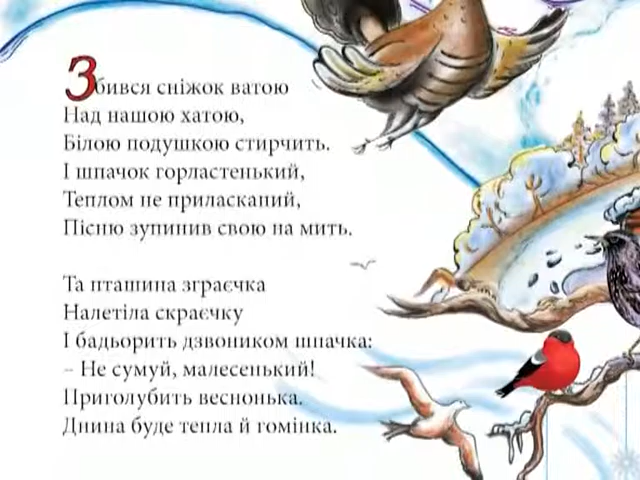 Збився сніжок ватою
Над нашою хатою,
Білою подушкою стирчить.
І шпачок горластенький,
Теплом не приласканий,
Пісню зупинив свою на мить.
Та пташина зграєчка
Налетіла скраєчку
І бадьорить дзвоником шпачка:
– Не сумуй, малесенький!
Приголубить веснонька.
Днина буде тепла й гомінка.